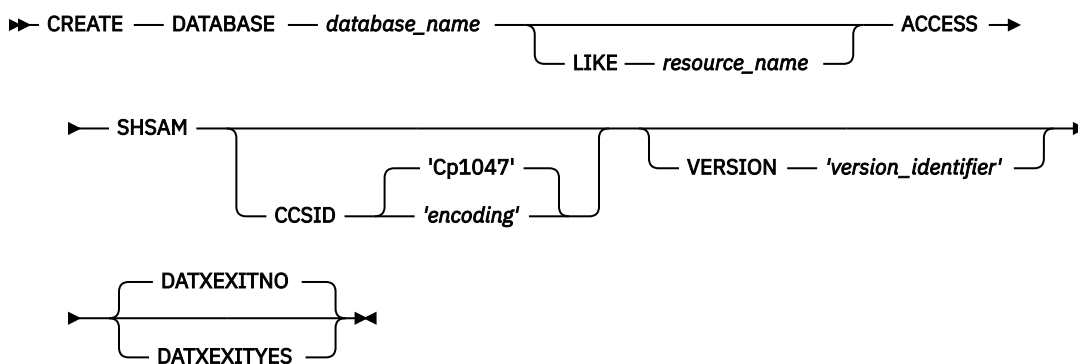 CREATE DATABASE database_name ACCESS
LIKE resource_name
SHSAM
'Cp1047' VERSION 'version_identifier'
CCSID 'encoding'
DATXEXITNO
DATXEXITYES